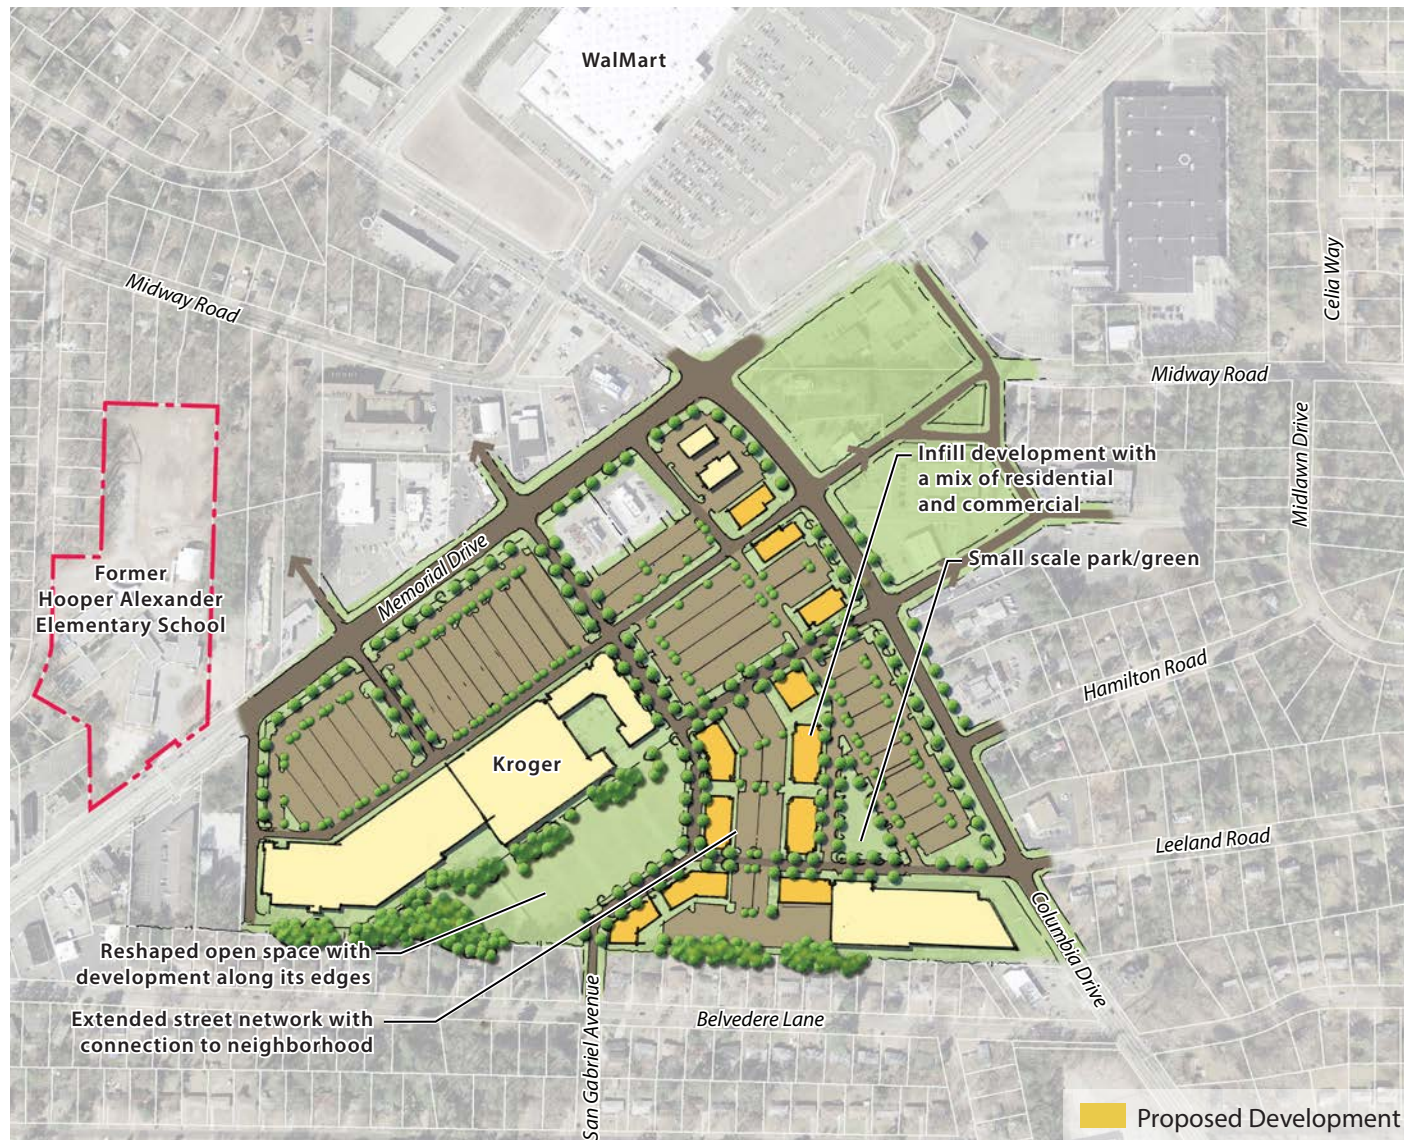 WalMart
Midway Road
Celia Way
Midway Road
Midlawn Drive
Infill development with
a mix of residential
and commercial
Small scale park/green
Memorial Drive
Former
Hooper Alexander
Elementary School
Hamilton Road
Kroger
Leeland Road
Columbia Drive
Reshaped open space with
development along its edges
Extended street network with
connection to neighborhood
San Gabriel Avenue
Belvedere Lane
Proposed Development